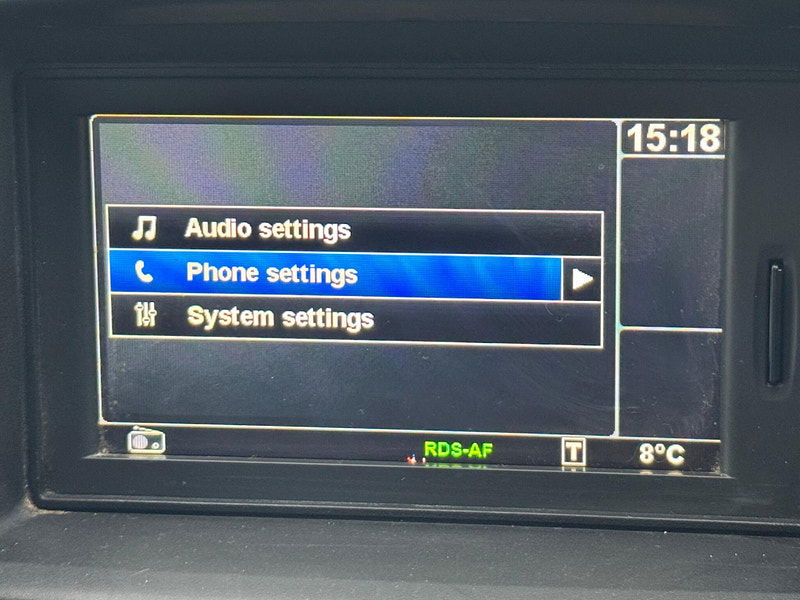 15:18
Audio settings
Phone settings
System settings
RDS-AF
T
8°C